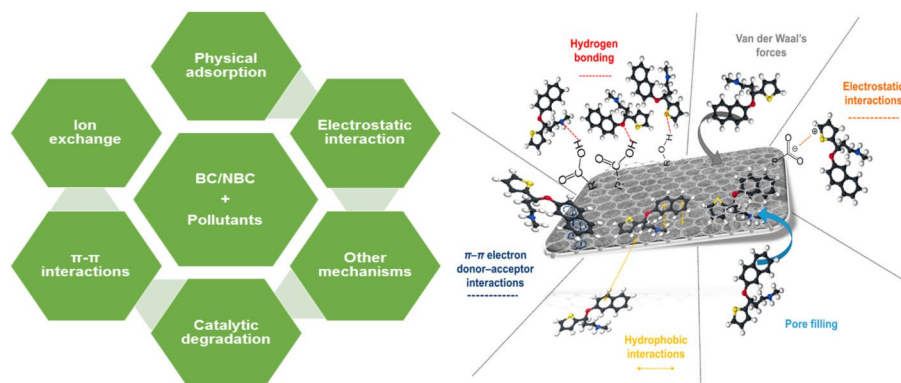 Physical
adsorption
Ion
exchange
Electrostatic
interaction
BC/NBC
+
Pollutants
π-π
interactions
Other
mechanisms
Catalytic
degradation
Hydrogen
bonding
Van der Waal's
forces
Electrostatic
interactions
π–π electron
donor–acceptor
interactions
Hydrophobic
interactions
Pore filling